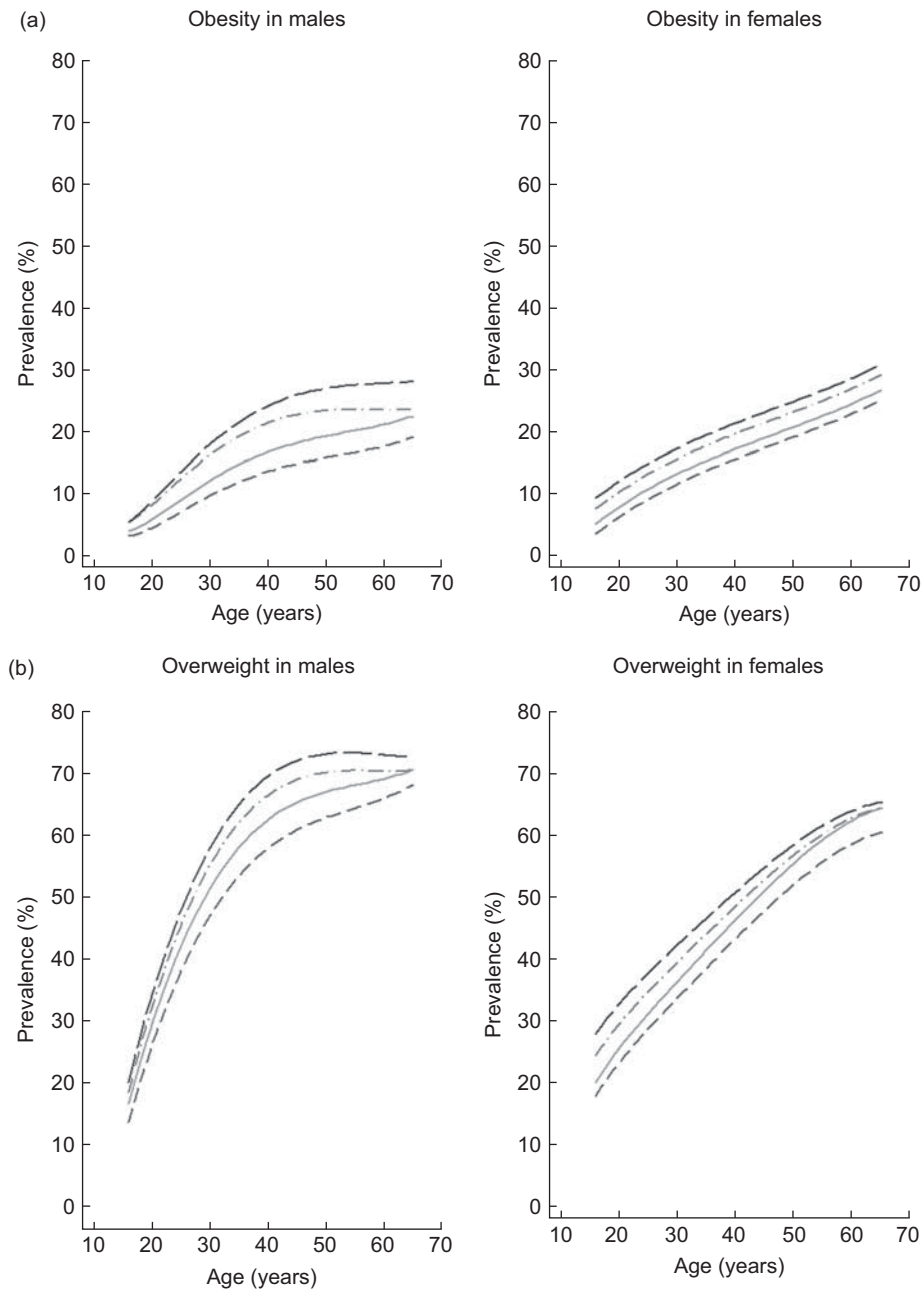 (a)
Obesity in males
Obesity in females
80
70
60
50
40
30
20
10
0
Prevalence (%)
10 20 30 40 50 60 70
Age (years)
80
70
60
50
40
30
20
10
0
Prevalence (%)
10 20 30 40 50 60 70
Age (years)
(b)
Overweight in males
Overweight in females
80
70
60
50
40
30
20
10
0
Prevalence (%)
10 20 30 40 50 60 70
Age (years)
80
70
60
50
40
30
20
10
0
Prevalence (%)
10 20 30 40 50 60 70
Age (years)